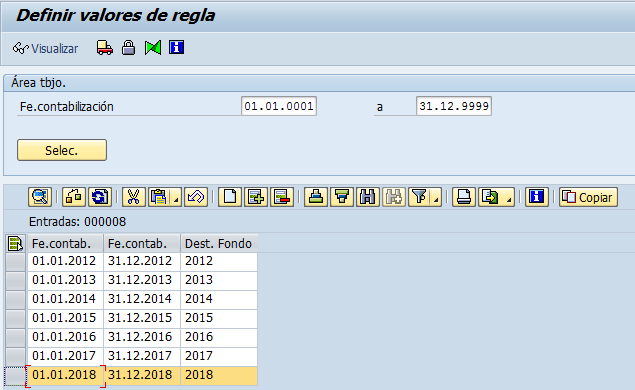 Definir valores de regla
Visualizar
Área tbjo.
Fe.contabilización 01.01.0001 a 31.12.9999
Selec.
Copiar
Entradas: 000008
Fe.contab. Fe.contab. Dest. Fondo
01.01.2012 31.12.2012 2012
01.01.2013 31.12.2013 2013
01.01.2014 31.12.2014 2014
01.01.2015 31.12.2015 2015
01.01.2016 31.12.2016 2016
01.01.2017 31.12.2017 2017
01.01.2018 31.12.2018 2018